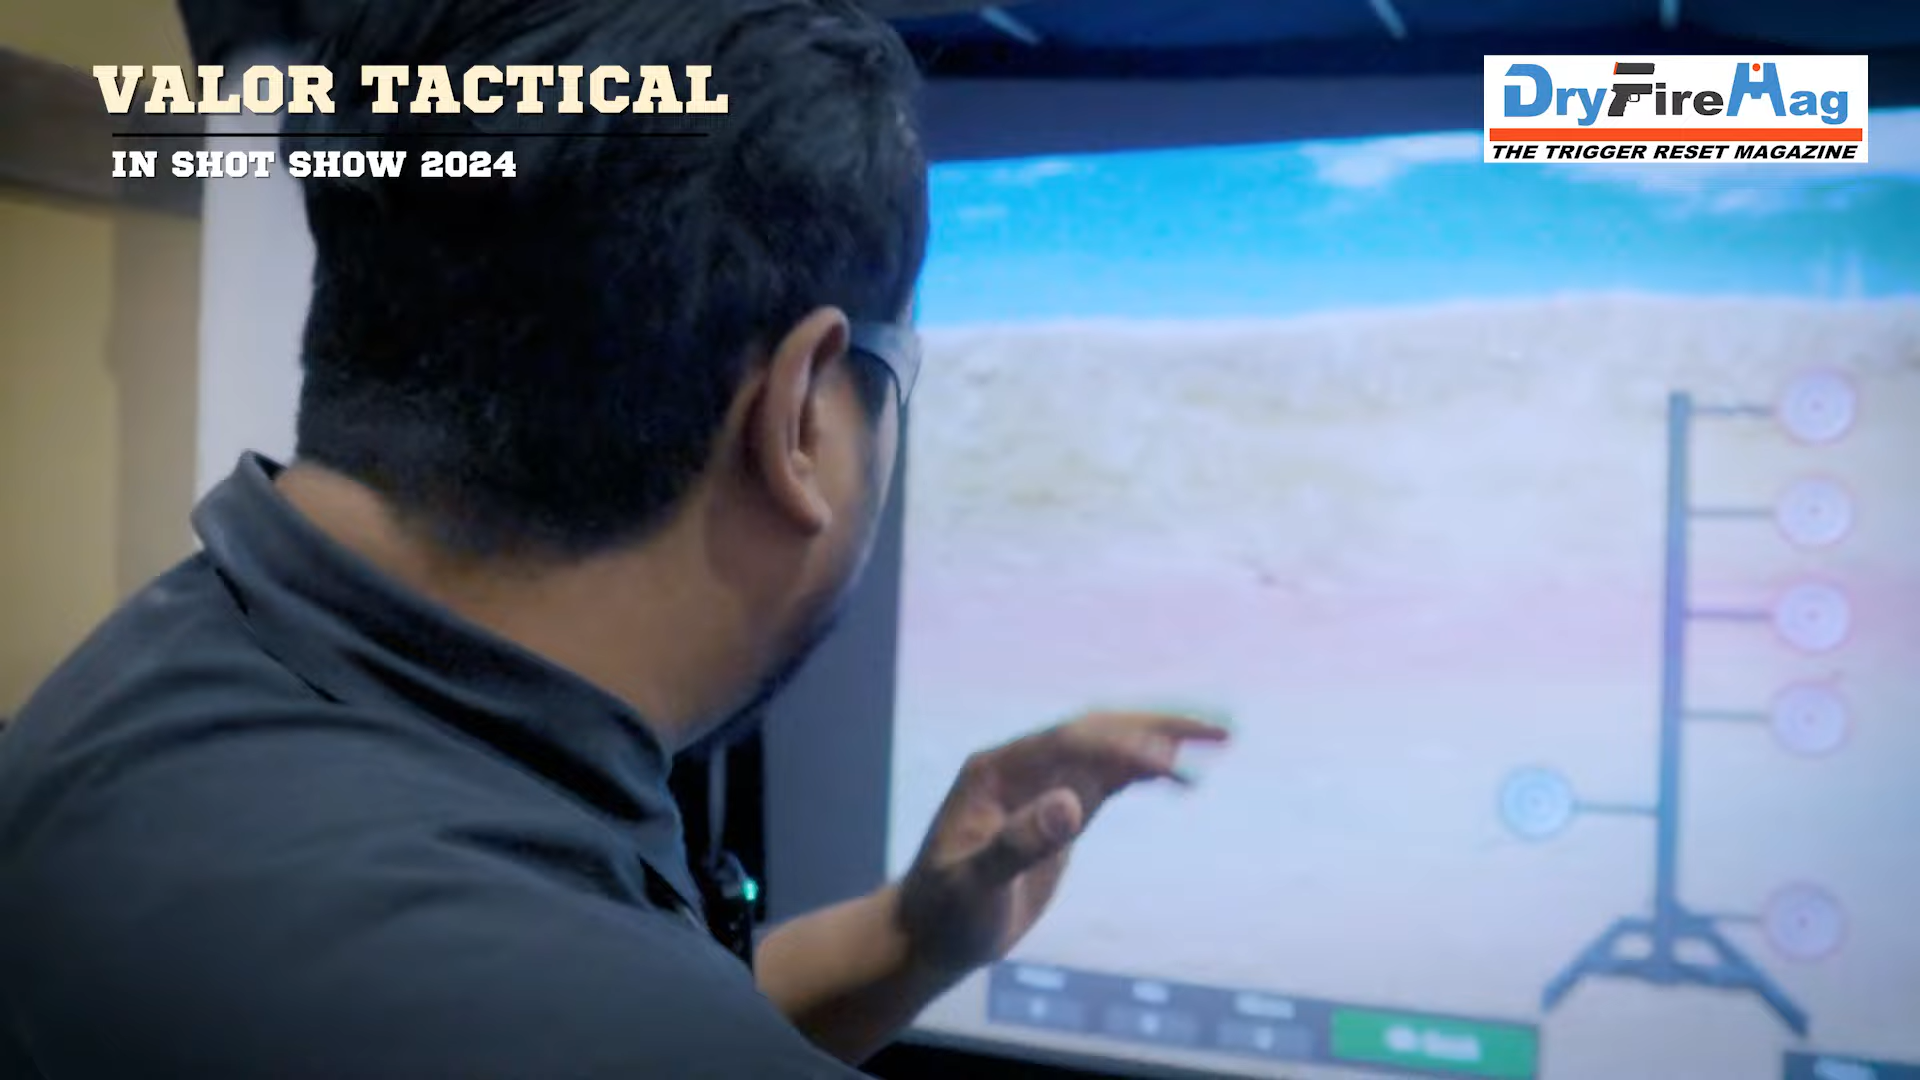 VALOR TACTICAL
IN SHOT SHOW 2024
DryFireMag
THE TRIGGER RESET MAGAZINE